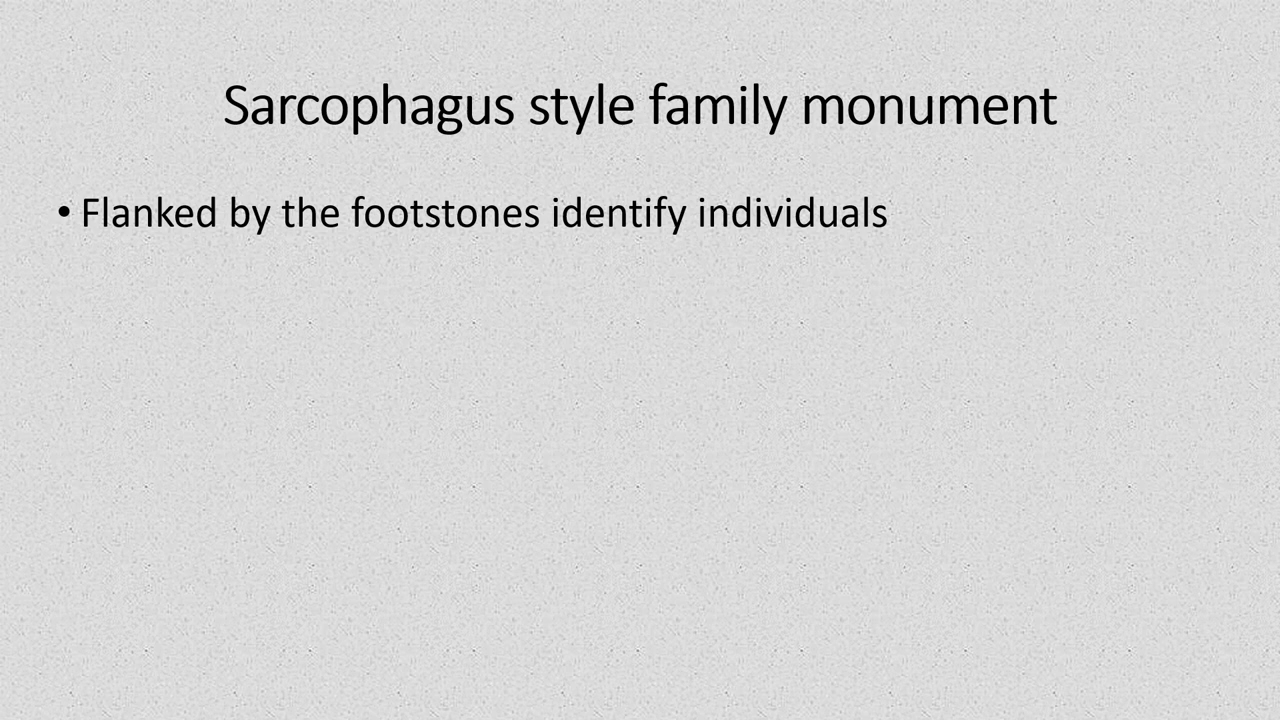 Sarcophagus style family monument
• Flanked by the footstones identify individuals